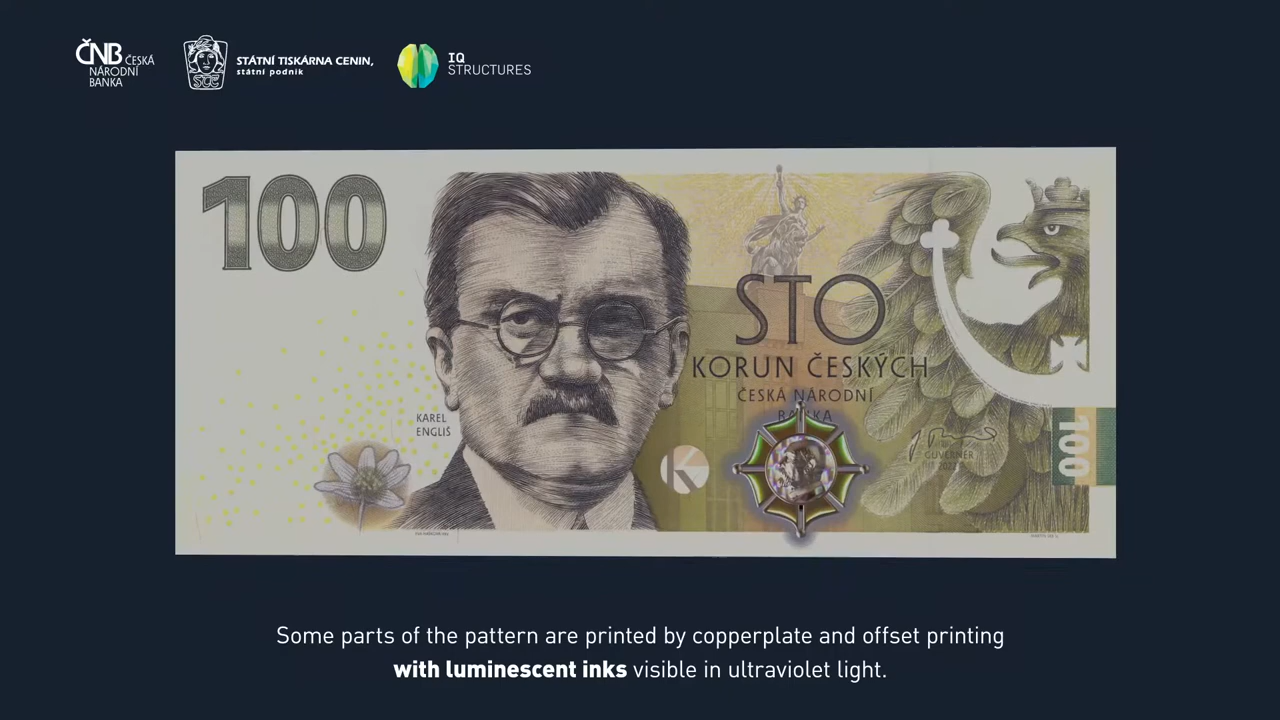 ČNB ČESKÁ
NÁRODNÍ
BANKA
STC
STÁTNÍ TISKÁRNA CENIN,
státní podnik
IQ
STRUCTURES
100
STO
KORUN ČESKÝCH
ČESKÁ NÁRODNÍ
BANKA
KAREL
ENGLIŠ
GUVERNÉR
2022
K
100
Some parts of the pattern are printed by copperplate and offset printing
with luminescent inks visible in ultraviolet light.